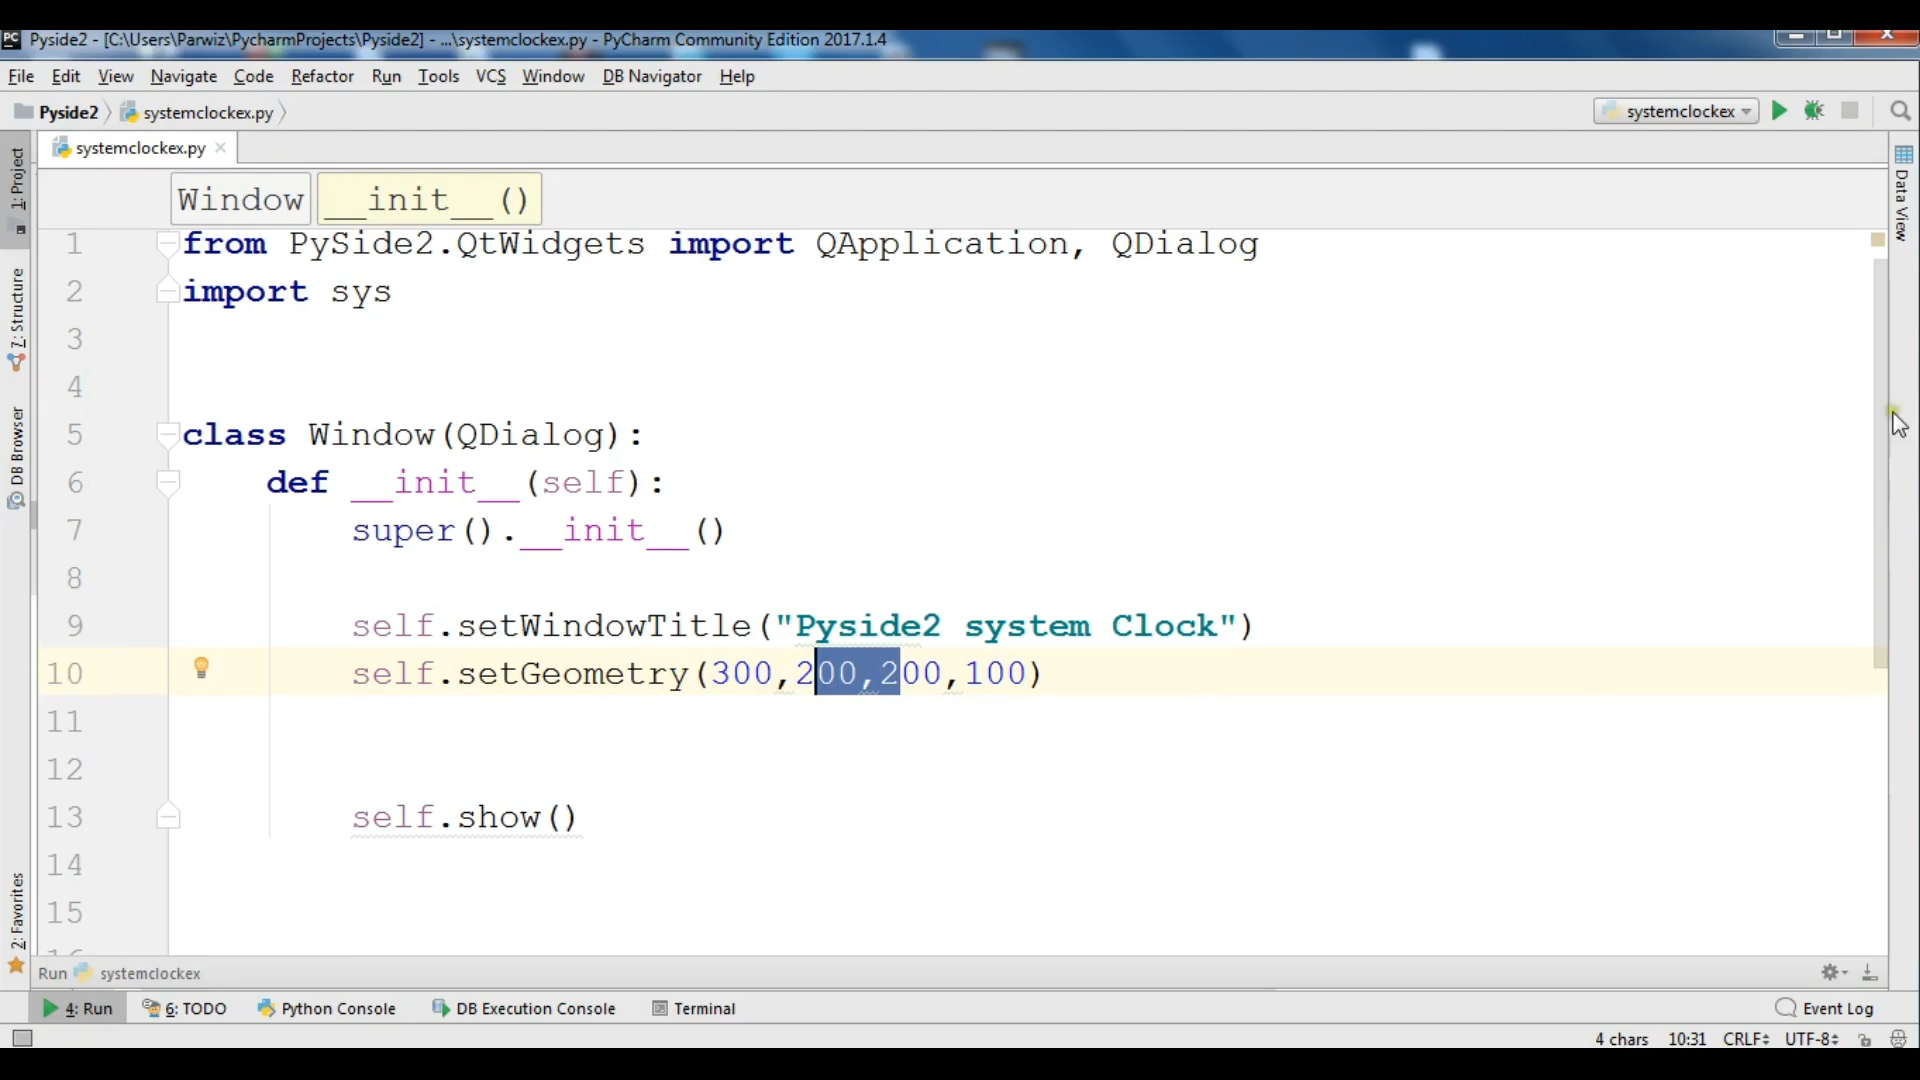 PC Pyside2 - [C:\Users\Parwiz\PycharmProjects\Pyside2] - ...\systemclockex.py - PyCharm Community Edition 2017.1.4
File Edit View Navigate Code Refactor Run Tools VCS Window DB Navigator Help
Pyside2 systemclockex.py systemclockex
systemclockex.py
1: Project
7: Structure
DB Browser
2: Favorites
Data View
Window __init__()
1 from PySide2.QtWidgets import QApplication, QDialog
2 import sys
3
4
5 class Window(QDialog):
6 def __init__(self):
7 super().__init__()
8
9 self.setWindowTitle("Pyside2 system Clock")
10 self.setGeometry(300,200,200,100)
11
12
13 self.show()
14
15
Run systemclockex
4: Run 6: TODO Python Console DB Execution Console Terminal Event Log
4 chars 10:31 CRLF UTF-8